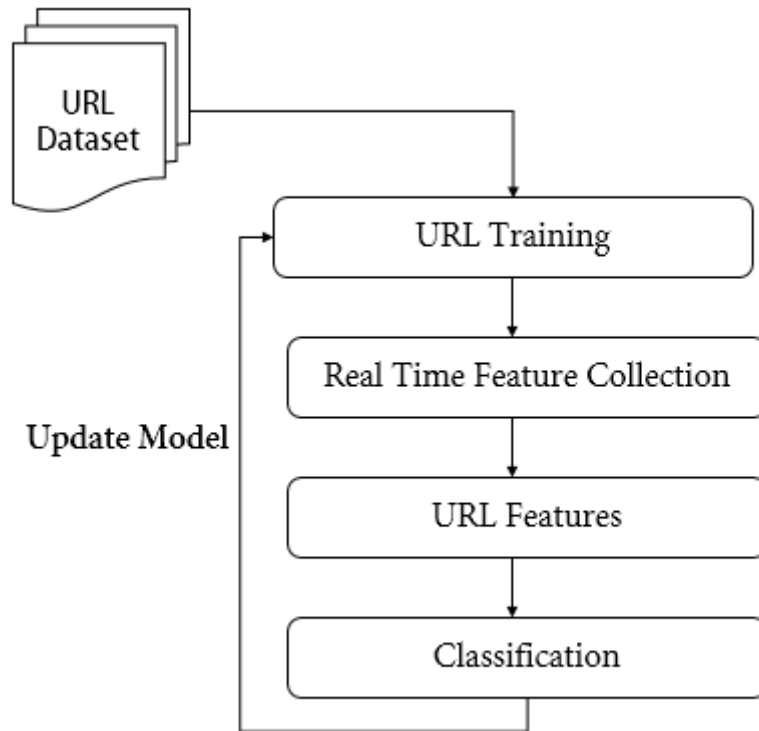 URL
Dataset
URL Training
Real Time Feature Collection
Update Model
URL Features
Classification